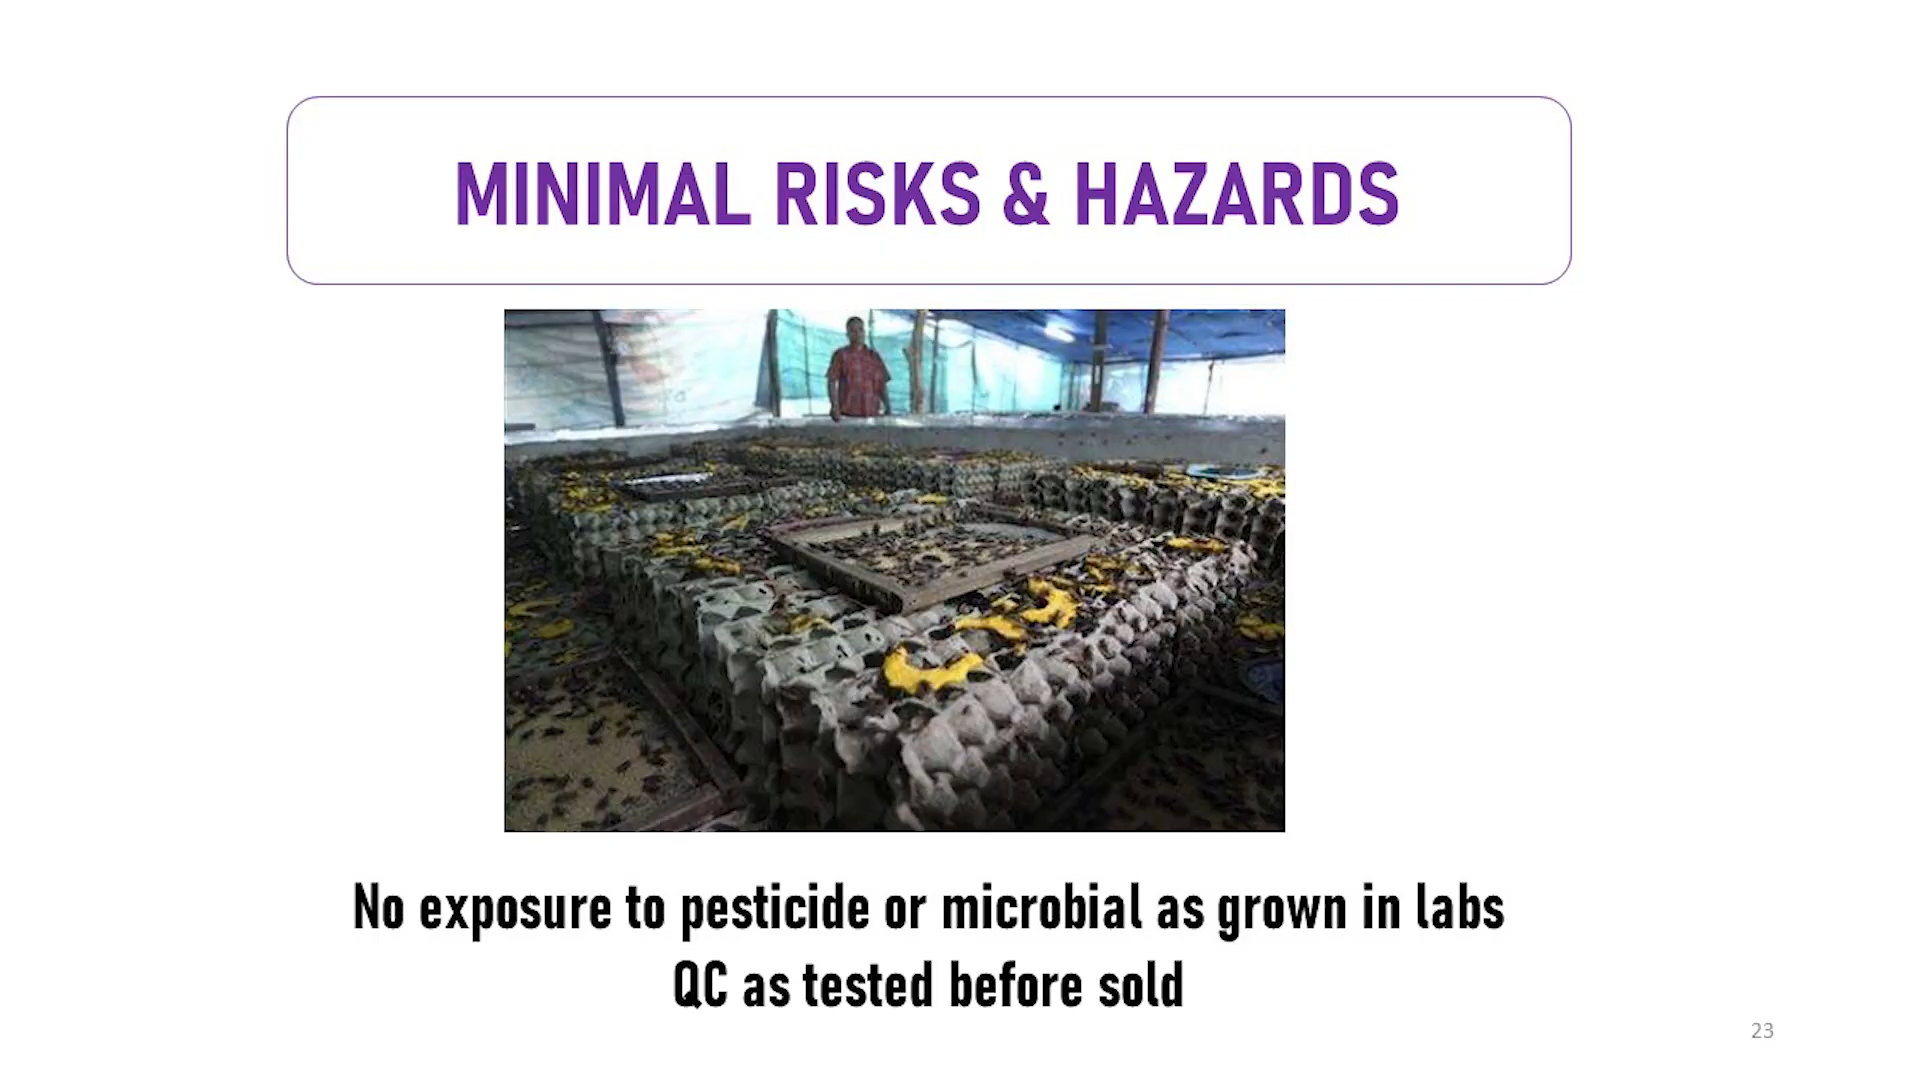 MINIMAL RISKS & HAZARDS
No exposure to pesticide or microbial as grown in labs
QC as tested before sold
23